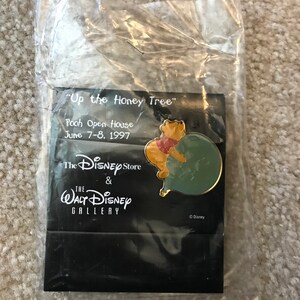 "Up the Honey Tree"
Pooh Open House
June 7-8, 1997
The Disney Store
&
THE
WALT DISNEY
GALLERY
© Disney